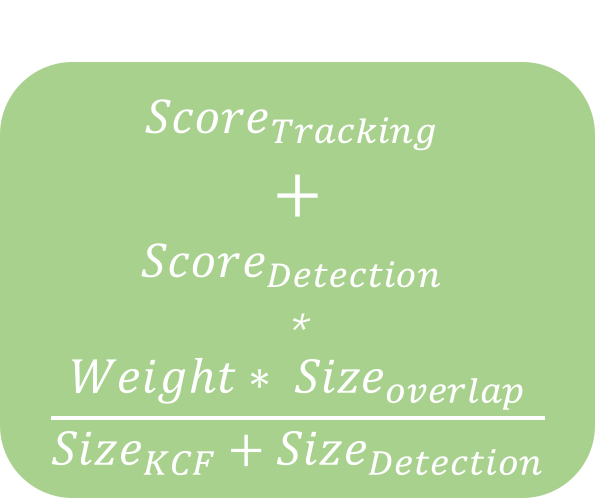 Score_Tracking
+
Score_Detection
*
Weight * Size_overlap
Size_KCF + Size_Detection